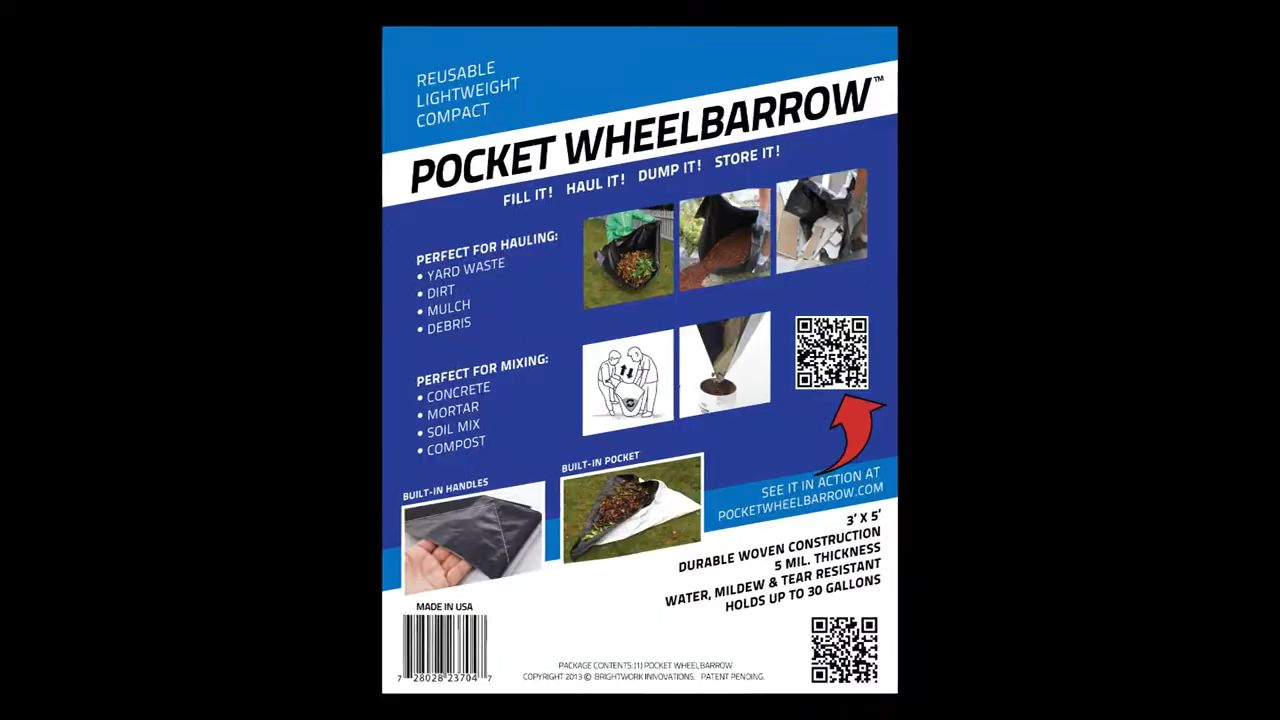 REUSABLE
LIGHTWEIGHT
COMPACT
POCKET WHEELBARROW™
FILL IT! HAUL IT! DUMP IT! STORE IT!
PERFECT FOR HAULING:
• YARD WASTE
• DIRT
• MULCH
• DEBRIS
PERFECT FOR MIXING:
• CONCRETE
• MORTAR
• SOIL MIX
• COMPOST
BUILT-IN HANDLES
BUILT-IN POCKET
SEE IT IN ACTION AT
POCKETWHEELBARROW.COM
3' X 5'
DURABLE WOVEN CONSTRUCTION
5 MIL. THICKNESS
WATER, MILDEW & TEAR RESISTANT
HOLDS UP TO 30 GALLONS
MADE IN USA
7 28028 23704 7
PACKAGE CONTENTS: (1) POCKET WHEELBARROW
COPYRIGHT 2013 © BRIGHTWORK INNOVATIONS. PATENT PENDING.